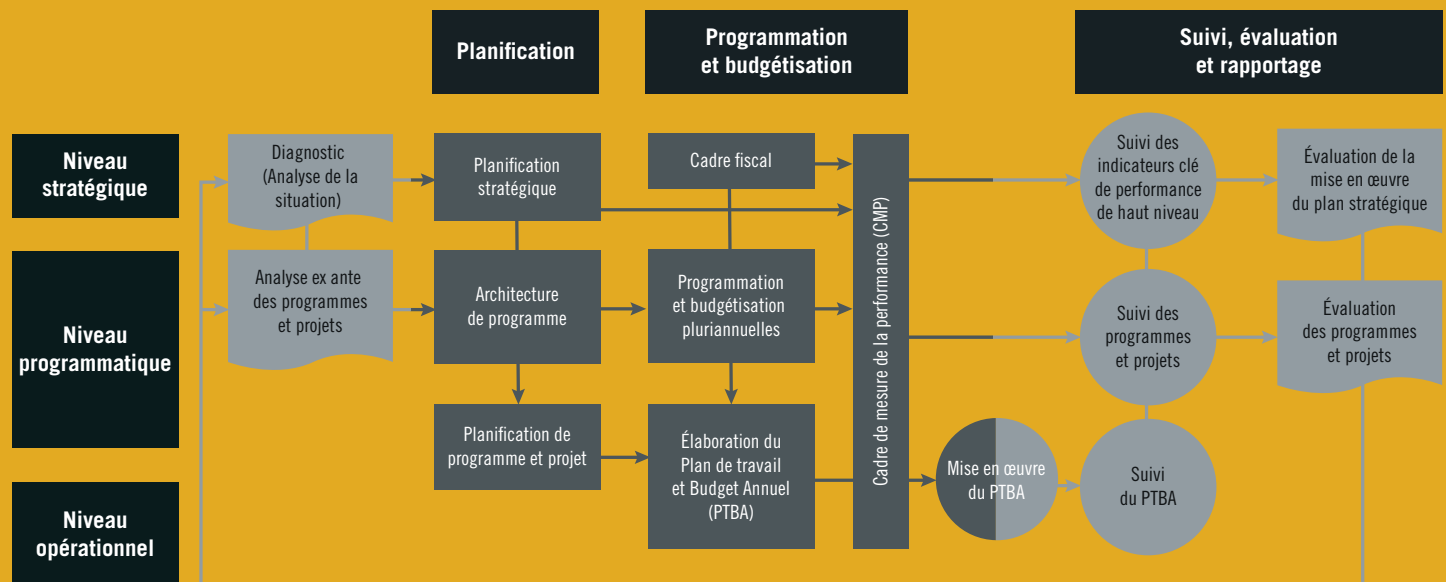 Planification
Programmation
et budgétisation
Suivi, évaluation
et rapportage
Niveau
stratégique
Diagnostic
(Analyse de la
situation)
Planification
stratégique
Cadre fiscal
Cadre de mesure de la performance (CMP)
Suivi des
indicateurs clé
de performance
de haut niveau
Évaluation de la
mise en œuvre
du plan stratégique
Niveau
programmatique
Analyse ex ante
des programmes
et projets
Architecture
de programme
Programmation
et budgétisation
pluriannuelles
Suivi des
programmes
et projets
Évaluation
des programmes
et projets
Niveau
opérationnel
Planification de
programme et projet
Élaboration du
Plan de travail
et Budget Annuel
(PTBA)
Mise en œuvre
du PTBA
Suivi
du PTBA